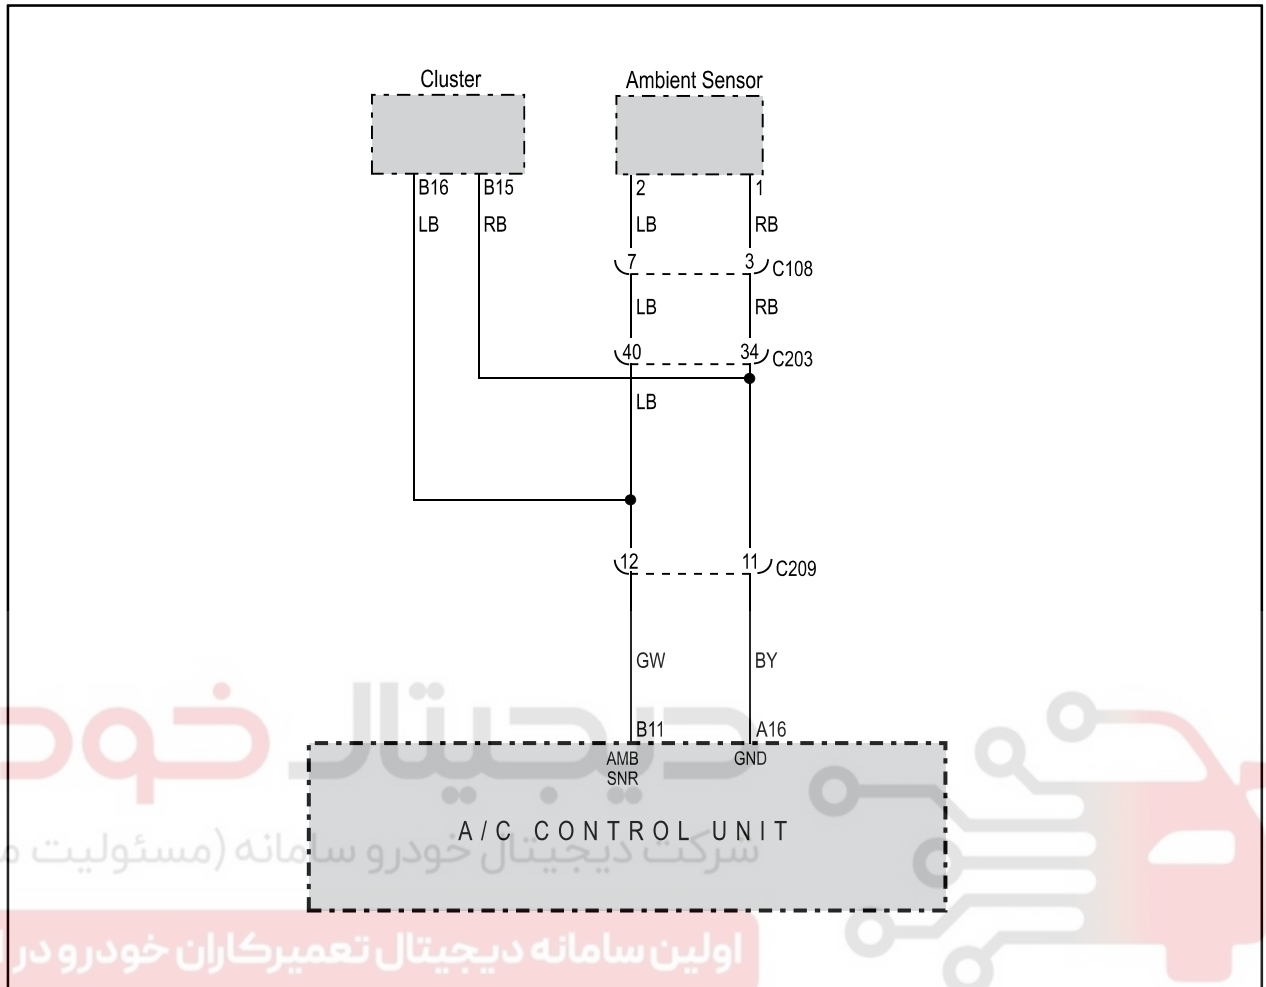 Cluster
Ambient Sensor
B16
B15
2
1
LB
RB
LB
RB
7
3
C108
LB
RB
40
34
C203
LB
12
11
C209
GW
BY
B11
A16
AMB
SNR
GND
دیجیتال خودر
A/C CONTROL UNIT
شرکت دیجیتال خودرو سامانه (مسئولیت
اولین سامانه دیجیتال تعمیرکاران خودرو در